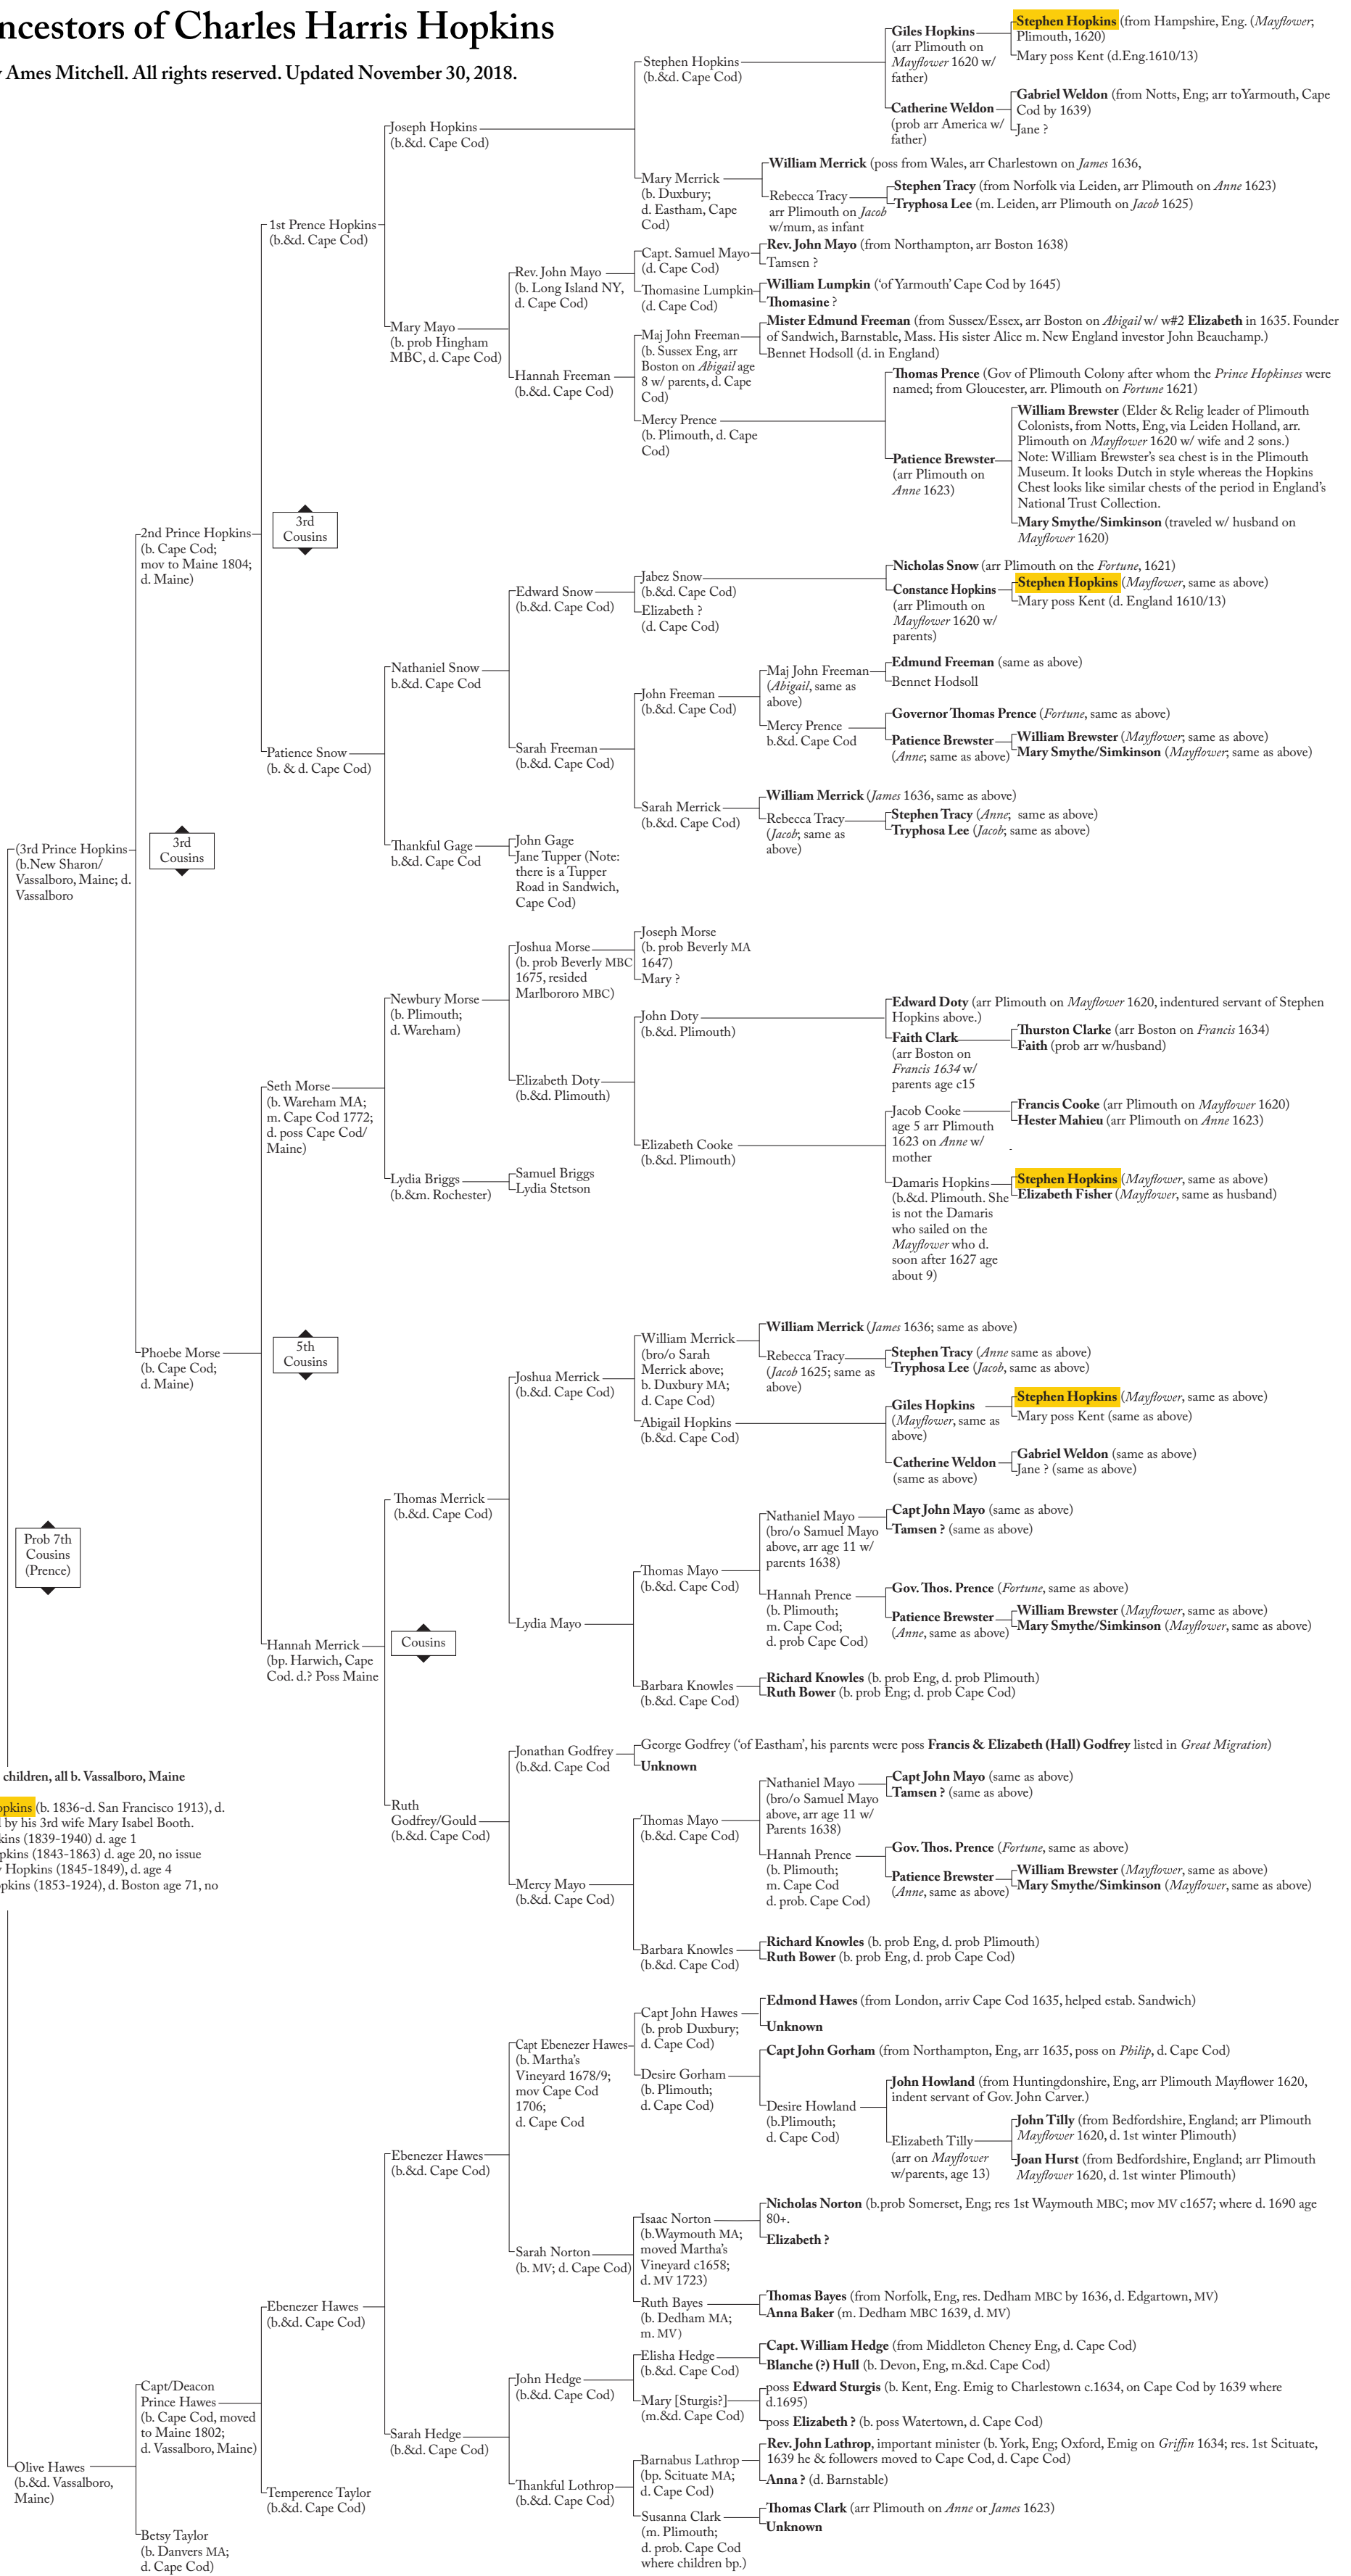 ncestors of Charles Harris Hopkins
y Ames Mitchell. All rights reserved. Updated November 30, 2018.
Stephen Hopkins (from Hampshire, Eng. (Mayflower;
Plimouth, 1620)
Mary poss Kent (d.Eng.1610/13)
Giles Hopkins
(arr Plimouth on
Mayflower 1620 w/
father)
Stephen Hopkins
(b.&d. Cape Cod)
Gabriel Weldon (from Notts, Eng; arr toYarmouth, Cape
Cod by 1639)
Jane ?
Catherine Weldon
(prob arr America w/
father)
Joseph Hopkins
(b.&d. Cape Cod)
William Merrick (poss from Wales, arr Charlestown on James 1636,
Mary Merrick
(b. Duxbury;
d. Eastham, Cape
Cod)
Rebecca Tracy
arr Plimouth on Jacob
w/mum, as infant
Stephen Tracy (from Norfolk via Leiden, arr Plimouth on Anne 1623)
Tryphosa Lee (m. Leiden, arr Plimouth on Jacob 1625)
1st Prence Hopkins
(b.&d. Cape Cod)
Capt. Samuel Mayo
(d. Cape Cod)
Rev. John Mayo (from Northampton, arr Boston 1638)
Tamsen ?
Rev. John Mayo
(b. Long Island NY,
d. Cape Cod)
Thomasine Lumpkin
(d. Cape Cod)
William Lumpkin (‘of Yarmouth’ Cape Cod by 1645)
Thomasine ?
Mary Mayo
(b. prob Hingham
MBC, d. Cape Cod)
Maj John Freeman
(b. Sussex Eng, arr
Boston on Abigail age
8 w/ parents, d. Cape
Cod)
Mister Edmund Freeman (from Sussex/Essex, arr Boston on Abigail w/ w#2 Elizabeth in 1635. Founder
of Sandwich, Barnstable, Mass. His sister Alice m. New England investor John Beauchamp.)
Bennet Hodsoll (d. in England)
Hannah Freeman
(b.&d. Cape Cod)
Thomas Prence (Gov of Plimouth Colony after whom the Prince Hopkinses were
named; from Gloucester, arr. Plimouth on Fortune 1621)
Mercy Prence
(b. Plimouth, d. Cape
Cod)
William Brewster (Elder & Relig leader of Plimouth
Colonists, from Notts, Eng, via Leiden Holland, arr.
Plimouth on Mayflower 1620 w/ wife and 2 sons.)
Note: William Brewster’s sea chest is in the Plimouth
Museum. It looks Dutch in style whereas the Hopkins
Chest looks like similar chests of the period in England’s
National Trust Collection.
Patience Brewster
(arr Plimouth on
Anne 1623)
Mary Smythe/Simkinson (traveled w/ husband on
Mayflower 1620)
3rd
Cousins
2nd Prince Hopkins
(b. Cape Cod;
mov to Maine 1804;
d. Maine)
Nicholas Snow (arr Plimouth on the Fortune, 1621)
Jabez Snow
(b.&d. Cape Cod)
Constance Hopkins
(arr Plimouth on
Mayflower 1620 w/
parents)
Stephen Hopkins (Mayflower, same as above)
Mary poss Kent (d. England 1610/13)
Edward Snow
(b.&d. Cape Cod)
Elizabeth ?
(d. Cape Cod)
Nathaniel Snow
b.&d. Cape Cod
Maj John Freeman
(Abigail, same as
above)
Edmund Freeman (same as above)
Bennet Hodsoll
John Freeman
(b.&d. Cape Cod)
Mercy Prence
b.&d. Cape Cod
Governor Thomas Prence (Fortune, same as above)
Patience Brewster
(Anne; same as above)
William Brewster (Mayflower; same as above)
Mary Smythe/Simkinson (Mayflower; same as above)
Patience Snow
(b. & d. Cape Cod)
Sarah Freeman
(b.&d. Cape Cod)
Sarah Merrick
(b.&d. Cape Cod)
William Merrick (James 1636, same as above)
Rebecca Tracy
(Jacob; same as
above)
Stephen Tracy (Anne; same as above)
Tryphosa Lee (Jacob; same as above)
Thankful Gage
b.&d. Cape Cod
John Gage
Jane Tupper (Note:
there is a Tupper
Road in Sandwich,
Cape Cod)
3rd
Cousins
(3rd Prince Hopkins
(b.New Sharon/
Vassalboro, Maine; d.
Vassalboro
Joshua Morse
(b. prob Beverly MBC
1675, resided
Marlbororo MBC)
Joseph Morse
(b. prob Beverly MA
1647)
Mary ?
Newbury Morse
(b. Plimouth;
d. Wareham)
John Doty
(b.&d. Plimouth)
Edward Doty (arr Plimouth on Mayflower 1620, indentured servant of Stephen
Hopkins above.)
Faith Clark
(arr Boston on
Francis 1634 w/
parents age c15
Thurston Clarke (arr Boston on Francis 1634)
Faith (prob arr w/husband)
Elizabeth Doty
(b.&d. Plimouth)
Seth Morse
(b. Wareham MA;
m. Cape Cod 1772;
d. poss Cape Cod/
Maine)
Elizabeth Cooke
(b.&d. Plimouth)
Jacob Cooke
age 5 arr Plimouth
1623 on Anne w/
mother
Francis Cooke (arr Plimouth on Mayflower 1620)
Hester Mahieu (arr Plimouth on Anne 1623)
Damaris Hopkins
(b.&d. Plimouth. She
is not the Damaris
who sailed on the
Mayflower who d.
soon after 1627 age
about 9)
Stephen Hopkins (Mayflower, same as above)
Elizabeth Fisher (Mayflower, same as husband)
Lydia Briggs
(b.&m. Rochester)
Samuel Briggs
Lydia Stetson
Phoebe Morse
(b. Cape Cod;
d. Maine)
5th
Cousins
William Merrick
(bro/o Sarah
Merrick above;
b. Duxbury MA;
d. Cape Cod)
William Merrick (James 1636; same as above)
Rebecca Tracy
(Jacob 1625; same as
above)
Stephen Tracy (Anne same as above)
Tryphosa Lee (Jacob, same as above)
Joshua Merrick
(b.&d. Cape Cod)
Abigail Hopkins
(b.&d. Cape Cod)
Giles Hopkins
(Mayflower, same as
above)
Stephen Hopkins (Mayflower, same as above)
Mary poss Kent (same as above)
Catherine Weldon
(same as above)
Gabriel Weldon (same as above)
Jane ? (same as above)
Thomas Merrick
(b.&d. Cape Cod)
Nathaniel Mayo
(bro/o Samuel Mayo
above, arr age 11 w/
parents 1638)
Capt John Mayo (same as above)
Tamsen ? (same as above)
Thomas Mayo
(b.&d. Cape Cod)
Hannah Prence
(b. Plimouth;
m. Cape Cod;
d. prob Cape Cod)
Gov. Thos. Prence (Fortune, same as above)
Patience Brewster
(Anne, same as above)
William Brewster (Mayflower, same as above)
Mary Smythe/Simkinson (Mayflower, same as above)
Lydia Mayo
Barbara Knowles
(b.&d. Cape Cod)
Richard Knowles (b. prob Eng, d. prob Plimouth)
Ruth Bower (b. prob Eng; d. prob Cape Cod)
Prob 7th
Cousins
(Prence)
Hannah Merrick
(bp. Harwich, Cape
Cod. d.? Poss Maine
Cousins
Jonathan Godfrey
(b.&d. Cape Cod
George Godfrey (‘of Eastham’, his parents were poss Francis & Elizabeth (Hall) Godfrey listed in Great Migration)
Unknown
Ruth
Godfrey/Gould
(b.&d. Cape Cod)
Nathaniel Mayo
(bro/o Samuel Mayo
above, arr age 11 w/
Parents 1638)
Capt John Mayo (same as above)
Tamsen ? (same as above)
Thomas Mayo
(b.&d. Cape Cod)
Hannah Prence
(b. Plimouth;
m. Cape Cod
d. prob. Cape Cod)
Gov. Thos. Prence (Fortune, same as above)
Patience Brewster
(Anne, same as above)
William Brewster (Mayflower, same as above)
Mary Smythe/Simkinson (Mayflower, same as above)
Mercy Mayo
(b.&d. Cape Cod)
Barbara Knowles
(b.&d. Cape Cod)
Richard Knowles (b. prob Eng, d. prob Plimouth)
Ruth Bower (b. prob Eng, d. prob Cape Cod)
children, all b. Vassalboro, Maine
opkins (b. 1836-d. San Francisco 1913), d.
d by his 3rd wife Mary Isabel Booth.
kins (1839-1940) d. age 1
pkins (1843-1863) d. age 20, no issue
y Hopkins (1845-1849), d. age 4
opkins (1853-1924), d. Boston age 71, no
Capt John Hawes
(b. prob Duxbury;
d. Cape Cod)
Edmond Hawes (from London, arriv Cape Cod 1635, helped estab. Sandwich)
Unknown
Capt Ebenezer Hawes
(b. Martha’s
Vineyard 1678/9;
mov Cape Cod
1706;
d. Cape Cod
Desire Gorham
(b. Plimouth;
d. Cape Cod)
Capt John Gorham (from Northampton, Eng, arr 1635, poss on Philip, d. Cape Cod)
Desire Howland
(b.Plimouth;
d. Cape Cod)
John Howland (from Huntingdonshire, Eng, arr Plimouth Mayflower 1620,
indent servant of Gov. John Carver.)
Elizabeth Tilly
(arr on Mayflower
w/parents, age 13)
John Tilly (from Bedfordshire, England; arr Plimouth
Mayflower 1620, d. 1st winter Plimouth)
Joan Hurst (from Bedfordshire, England; arr Plimouth
Mayflower 1620, d. 1st winter Plimouth)
Ebenezer Hawes
(b.&d. Cape Cod)
Sarah Norton
(b. MV; d. Cape Cod)
Isaac Norton
(b.Waymouth MA;
moved Martha’s
Vineyard c1658;
d. MV 1723)
Nicholas Norton (b.prob Somerset, Eng; res 1st Waymouth MBC; mov MV c1657; where d. 1690 age
80+.
Elizabeth ?
Ruth Bayes
(b. Dedham MA;
m. MV)
Thomas Bayes (from Norfolk, Eng, res. Dedham MBC by 1636, d. Edgartown, MV)
Anna Baker (m. Dedham MBC 1639, d. MV)
Ebenezer Hawes
(b.&d. Cape Cod)
Elisha Hedge
(b.&d. Cape Cod)
Capt. William Hedge (from Middleton Cheney Eng, d. Cape Cod)
Blanche (?) Hull (b. Devon, Eng, m.&d. Cape Cod)
John Hedge
(b.&d. Cape Cod)
Mary [Sturgis?]
(m.&d. Cape Cod)
poss Edward Sturgis (b. Kent, Eng. Emig to Charlestown c.1634, on Cape Cod by 1639 where
d.1695)
poss Elizabeth ? (b. poss Watertown, d. Cape Cod)
Capt/Deacon
Prince Hawes
(b. Cape Cod, moved
to Maine 1802;
d. Vassalboro, Maine)
Sarah Hedge
(b.&d. Cape Cod)
Thankful Lothrop
(b.&d. Cape Cod)
Barnabus Lathrop
(bp. Scituate MA;
d. Cape Cod)
Rev. John Lathrop, important minister (b. York, Eng; Oxford, Emig on Griffin 1634; res. 1st Scituate,
1639 he & followers moved to Cape Cod, d. Cape Cod)
Anna ? (d. Barnstable)
Susanna Clark
(m. Plimouth;
d. prob. Cape Cod
where children bp.)
Thomas Clark (arr Plimouth on Anne or James 1623)
Unknown
Olive Hawes
(b.&d. Vassalboro,
Maine)
Temperence Taylor
(b.&d. Cape Cod)
Betsy Taylor
(b. Danvers MA;
d. Cape Cod)